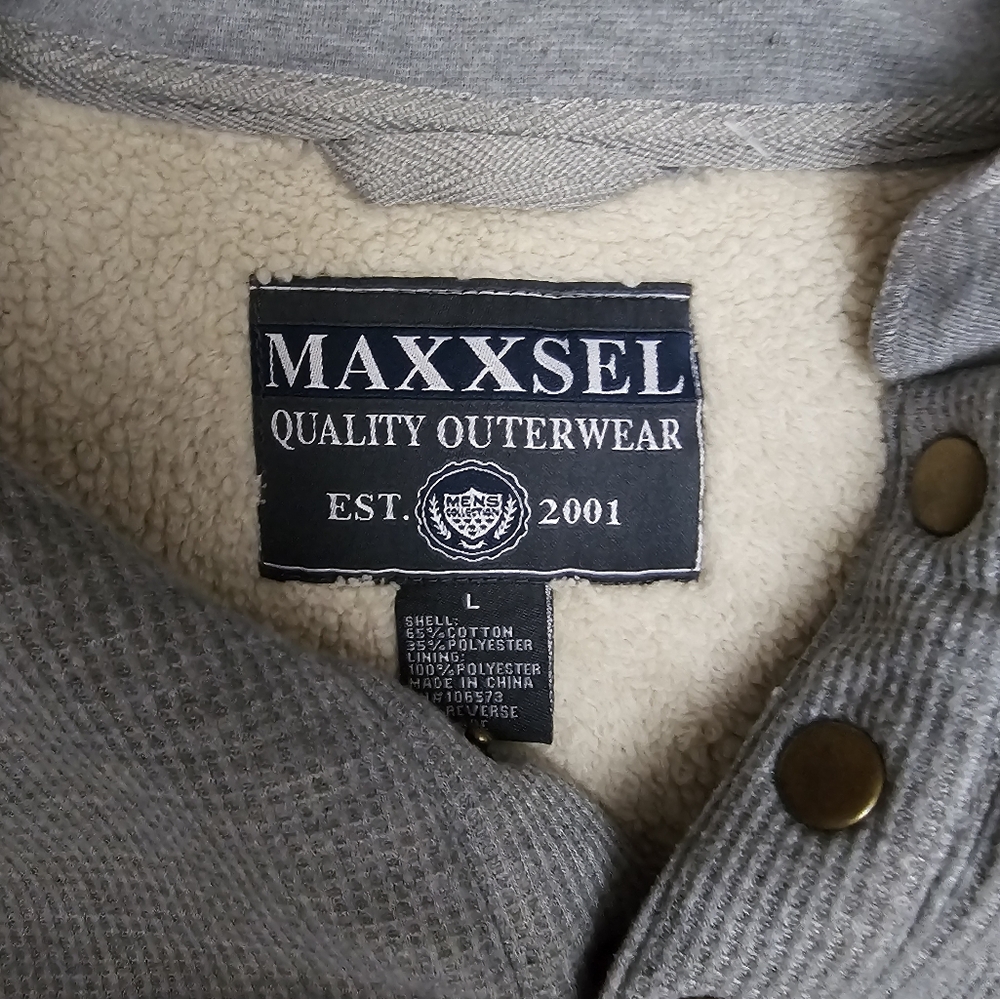 MAXXSEL
QUALITY OUTERWEAR
EST. 2001
MENS
COLLECTION
L
SHELL:
65% COTTON
35% POLYESTER
LINING:
100% POLYESTER
MADE IN CHINA
#106573
REVERSE